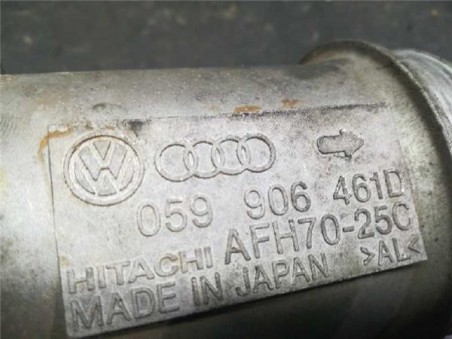 059 906 461D
HITACHI AFH70-25C
MADE IN JAPAN >AL<